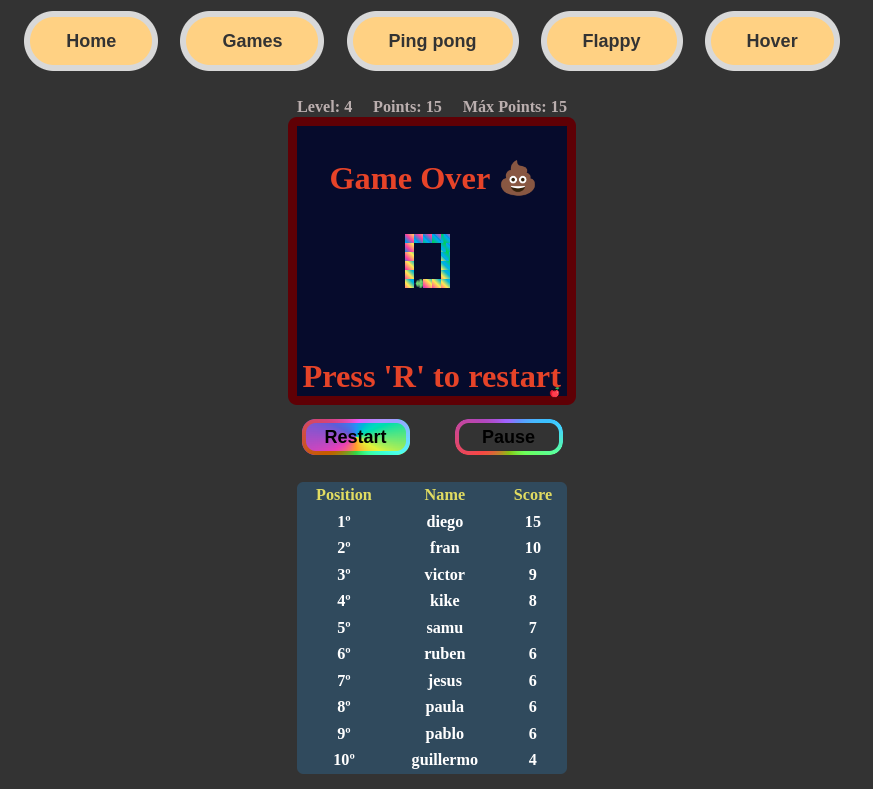 Home Games Ping pong Flappy Hover
Level: 4 Points: 15 Máx Points: 15
Game Over 💩
Press 'R' to restart
Restart Pause
Position Name Score
1º diego 15
2º fran 10
3º victor 9
4º kike 8
5º samu 7
6º ruben 6
7º jesus 6
8º paula 6
9º pablo 6
10º guillermo 4